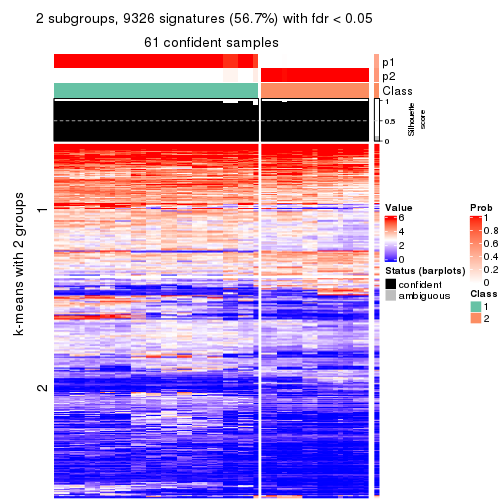 2 subgroups, 9326 signatures (56.7%) with fdr < 0.05
61 confident samples
p1
p2
Class
1
0.5
0
Silhouette
score
k-means with 2 groups
1
2
Value
6
4
2
0
Status (barplots)
confident
ambiguous
Prob
1
0.8
0.6
0.4
0.2
0
Class
1
2